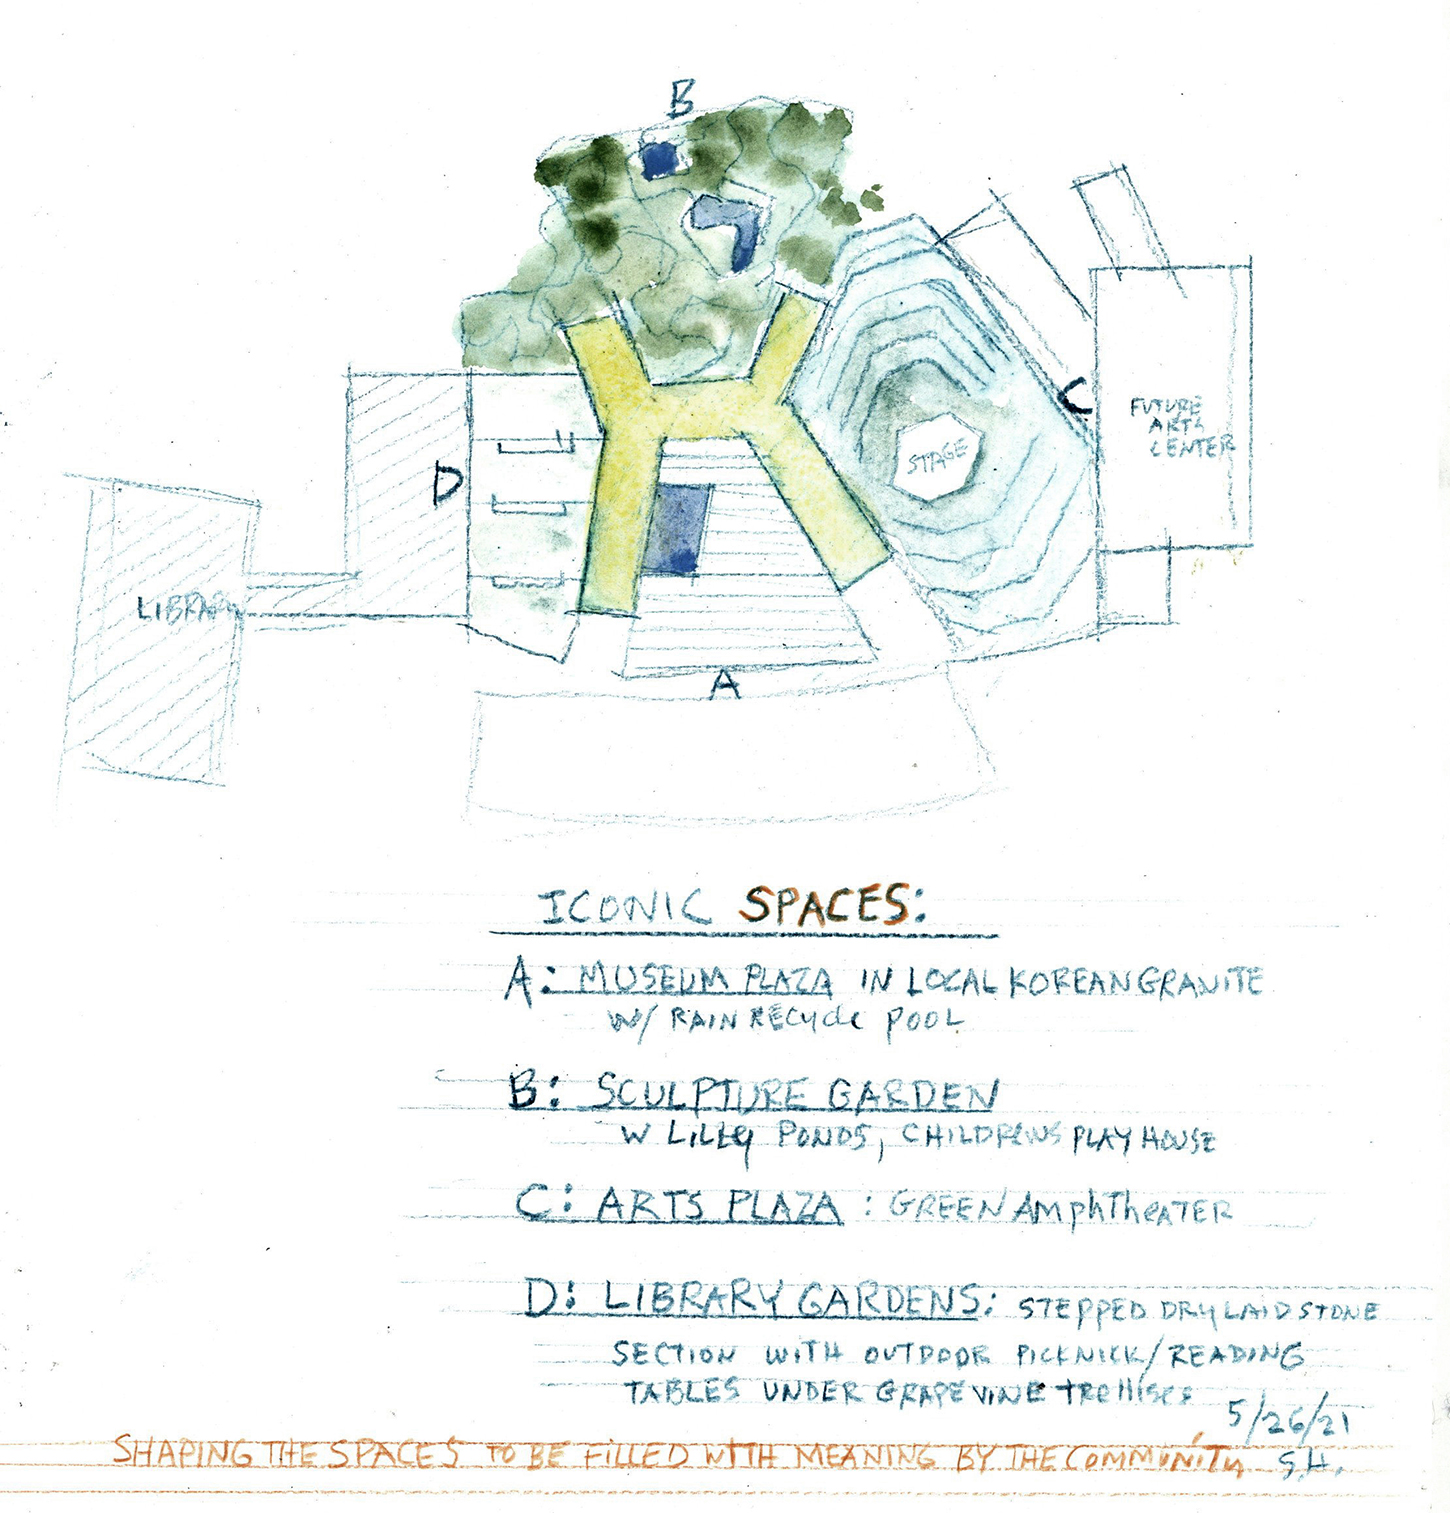 B
C
FUTURE
ARTS
CENTER
STAGE
D
LIBRARY
A
ICONIC SPACES:
A: MUSEUM PLAZA IN LOCAL KOREAN GRANITE
W/ RAIN RECYcle POOL
B: SCULPTURE GARDEN
W LILLy PONDS, CHILDRENS PLAY HOUSE
C: ARTS PLAZA : GREEN AmphTheATER
D: LIBRARY GARDENS: STEPPED DRY LAID STONE
SECTION WITH OUTDOOR PICKNICK/READING
TABLES UNDER GRAPEVINE trellises
5/26/21
SHAPING THE SPACES TO BE FILLED WITH MEANING BY THE COMMUNITy S.H.